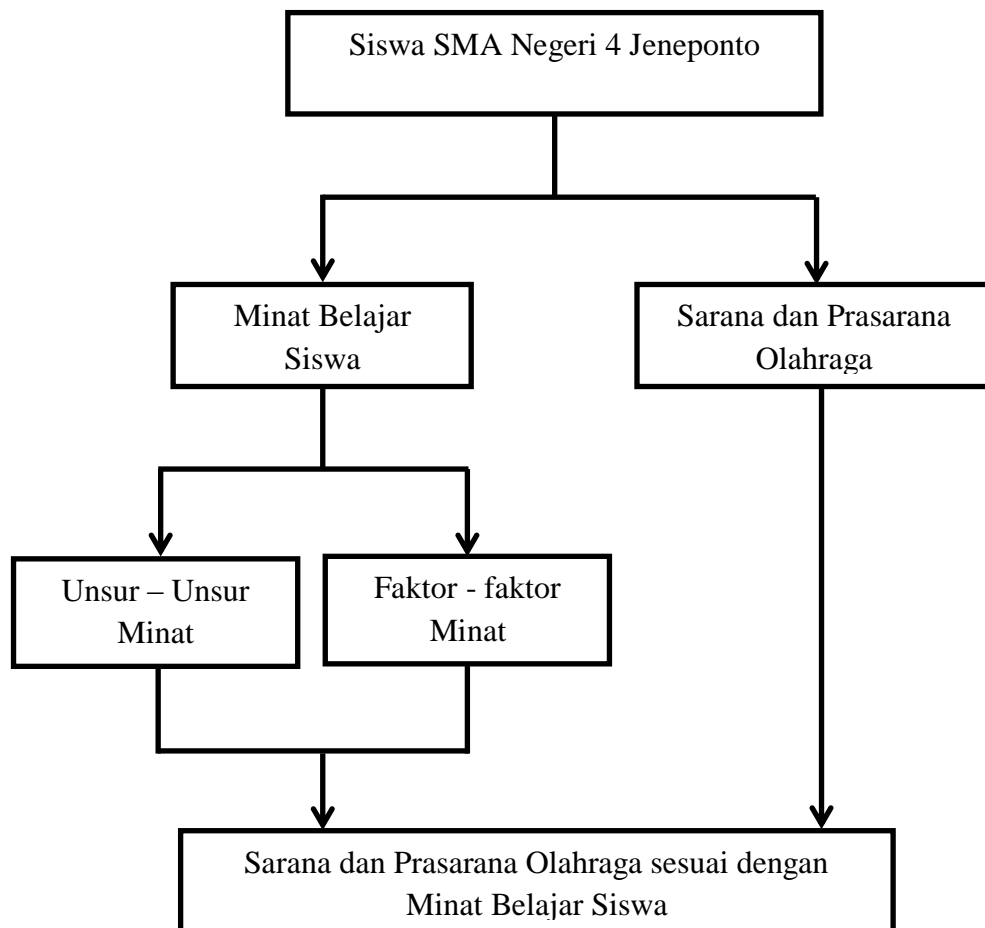 Siswa SMA Negeri 4 Jeneponto
Minat Belajar
Siswa
Sarana dan Prasarana
Olahraga
Unsur – Unsur
Minat
Faktor - faktor
Minat
Sarana dan Prasarana Olahraga sesuai dengan
Minat Belajar Siswa